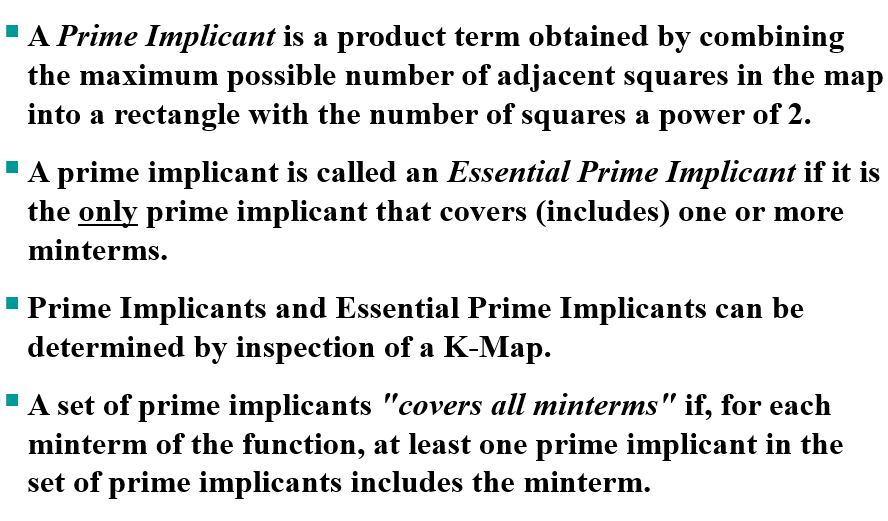 A Prime Implicant is a product term obtained by combining
the maximum possible number of adjacent squares in the map
into a rectangle with the number of squares a power of 2.
A prime implicant is called an Essential Prime Implicant if it is
the only prime implicant that covers (includes) one or more
minterms.
Prime Implicants and Essential Prime Implicants can be
determined by inspection of a K-Map.
A set of prime implicants "covers all minterms" if, for each
minterm of the function, at least one prime implicant in the
set of prime implicants includes the minterm.